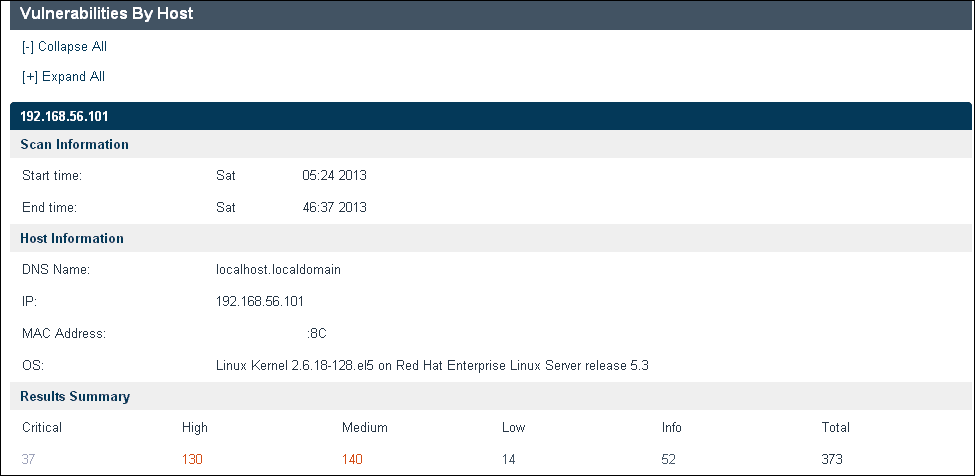 Vulnerabilities By Host
[-] Collapse All
[+] Expand All
192.168.56.101
Scan Information
Start time: Sat 05:24 2013
End time: Sat 46:37 2013
Host Information
DNS Name: localhost.localdomain
IP: 192.168.56.101
MAC Address: :8C
OS: Linux Kernel 2.6.18-128.el5 on Red Hat Enterprise Linux Server release 5.3
Results Summary
Critical High Medium Low Info Total
37 130 140 14 52 373